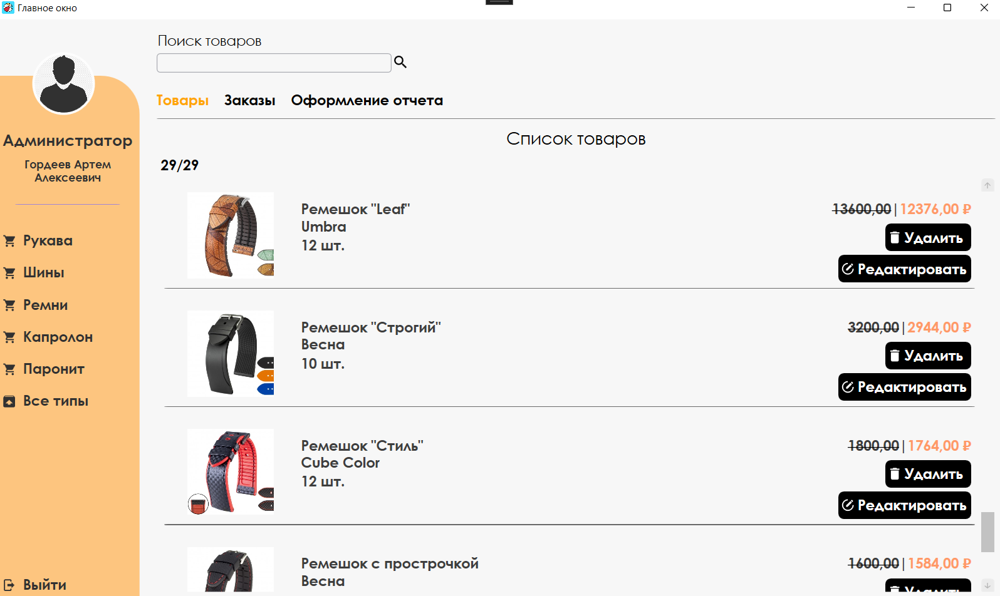 Главное окно
Поиск товаров
Товары Заказы Оформление отчета
Администратор
Гордеев Артем
Алексеевич
Рукава
Шины
Ремни
Капролон
Паронит
Все типы
Выйти
Список товаров
29/29
Ремешок "Leaf"
Umbra
12 шт.
13600,00 | 12376,00 ₽
Удалить
Редактировать
Ремешок "Строгий"
Весна
10 шт.
3200,00 | 2944,00 ₽
Удалить
Редактировать
Ремешок "Стиль"
Cube Color
12 шт.
1800,00 | 1764,00 ₽
Удалить
Редактировать
Ремешок с прострочкой
Весна
1600,00 | 1584,00 ₽
Удалить